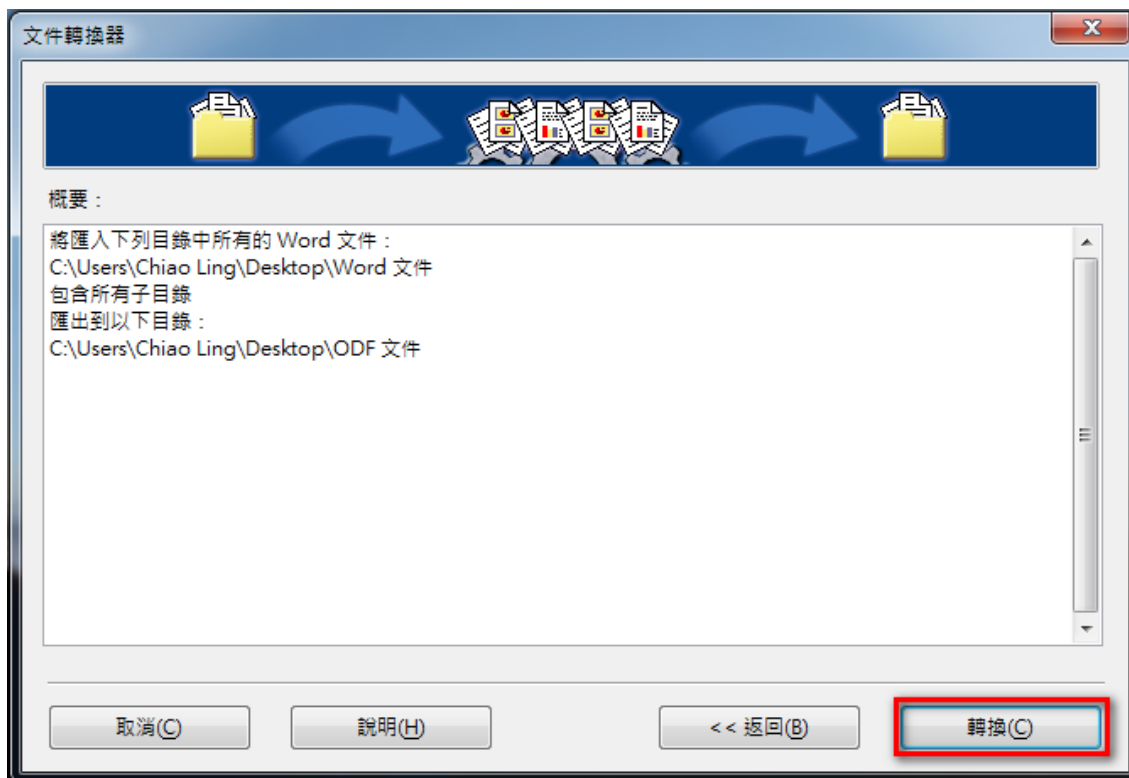 文件轉換器
概要：
將匯入下列目錄中所有的 Word 文件：
C:\Users\Chiao Ling\Desktop\Word 文件
包含所有子目錄
匯出到以下目錄：
C:\Users\Chiao Ling\Desktop\ODF 文件
取消(C)
說明(H)
<< 返回(B)
轉換(C)